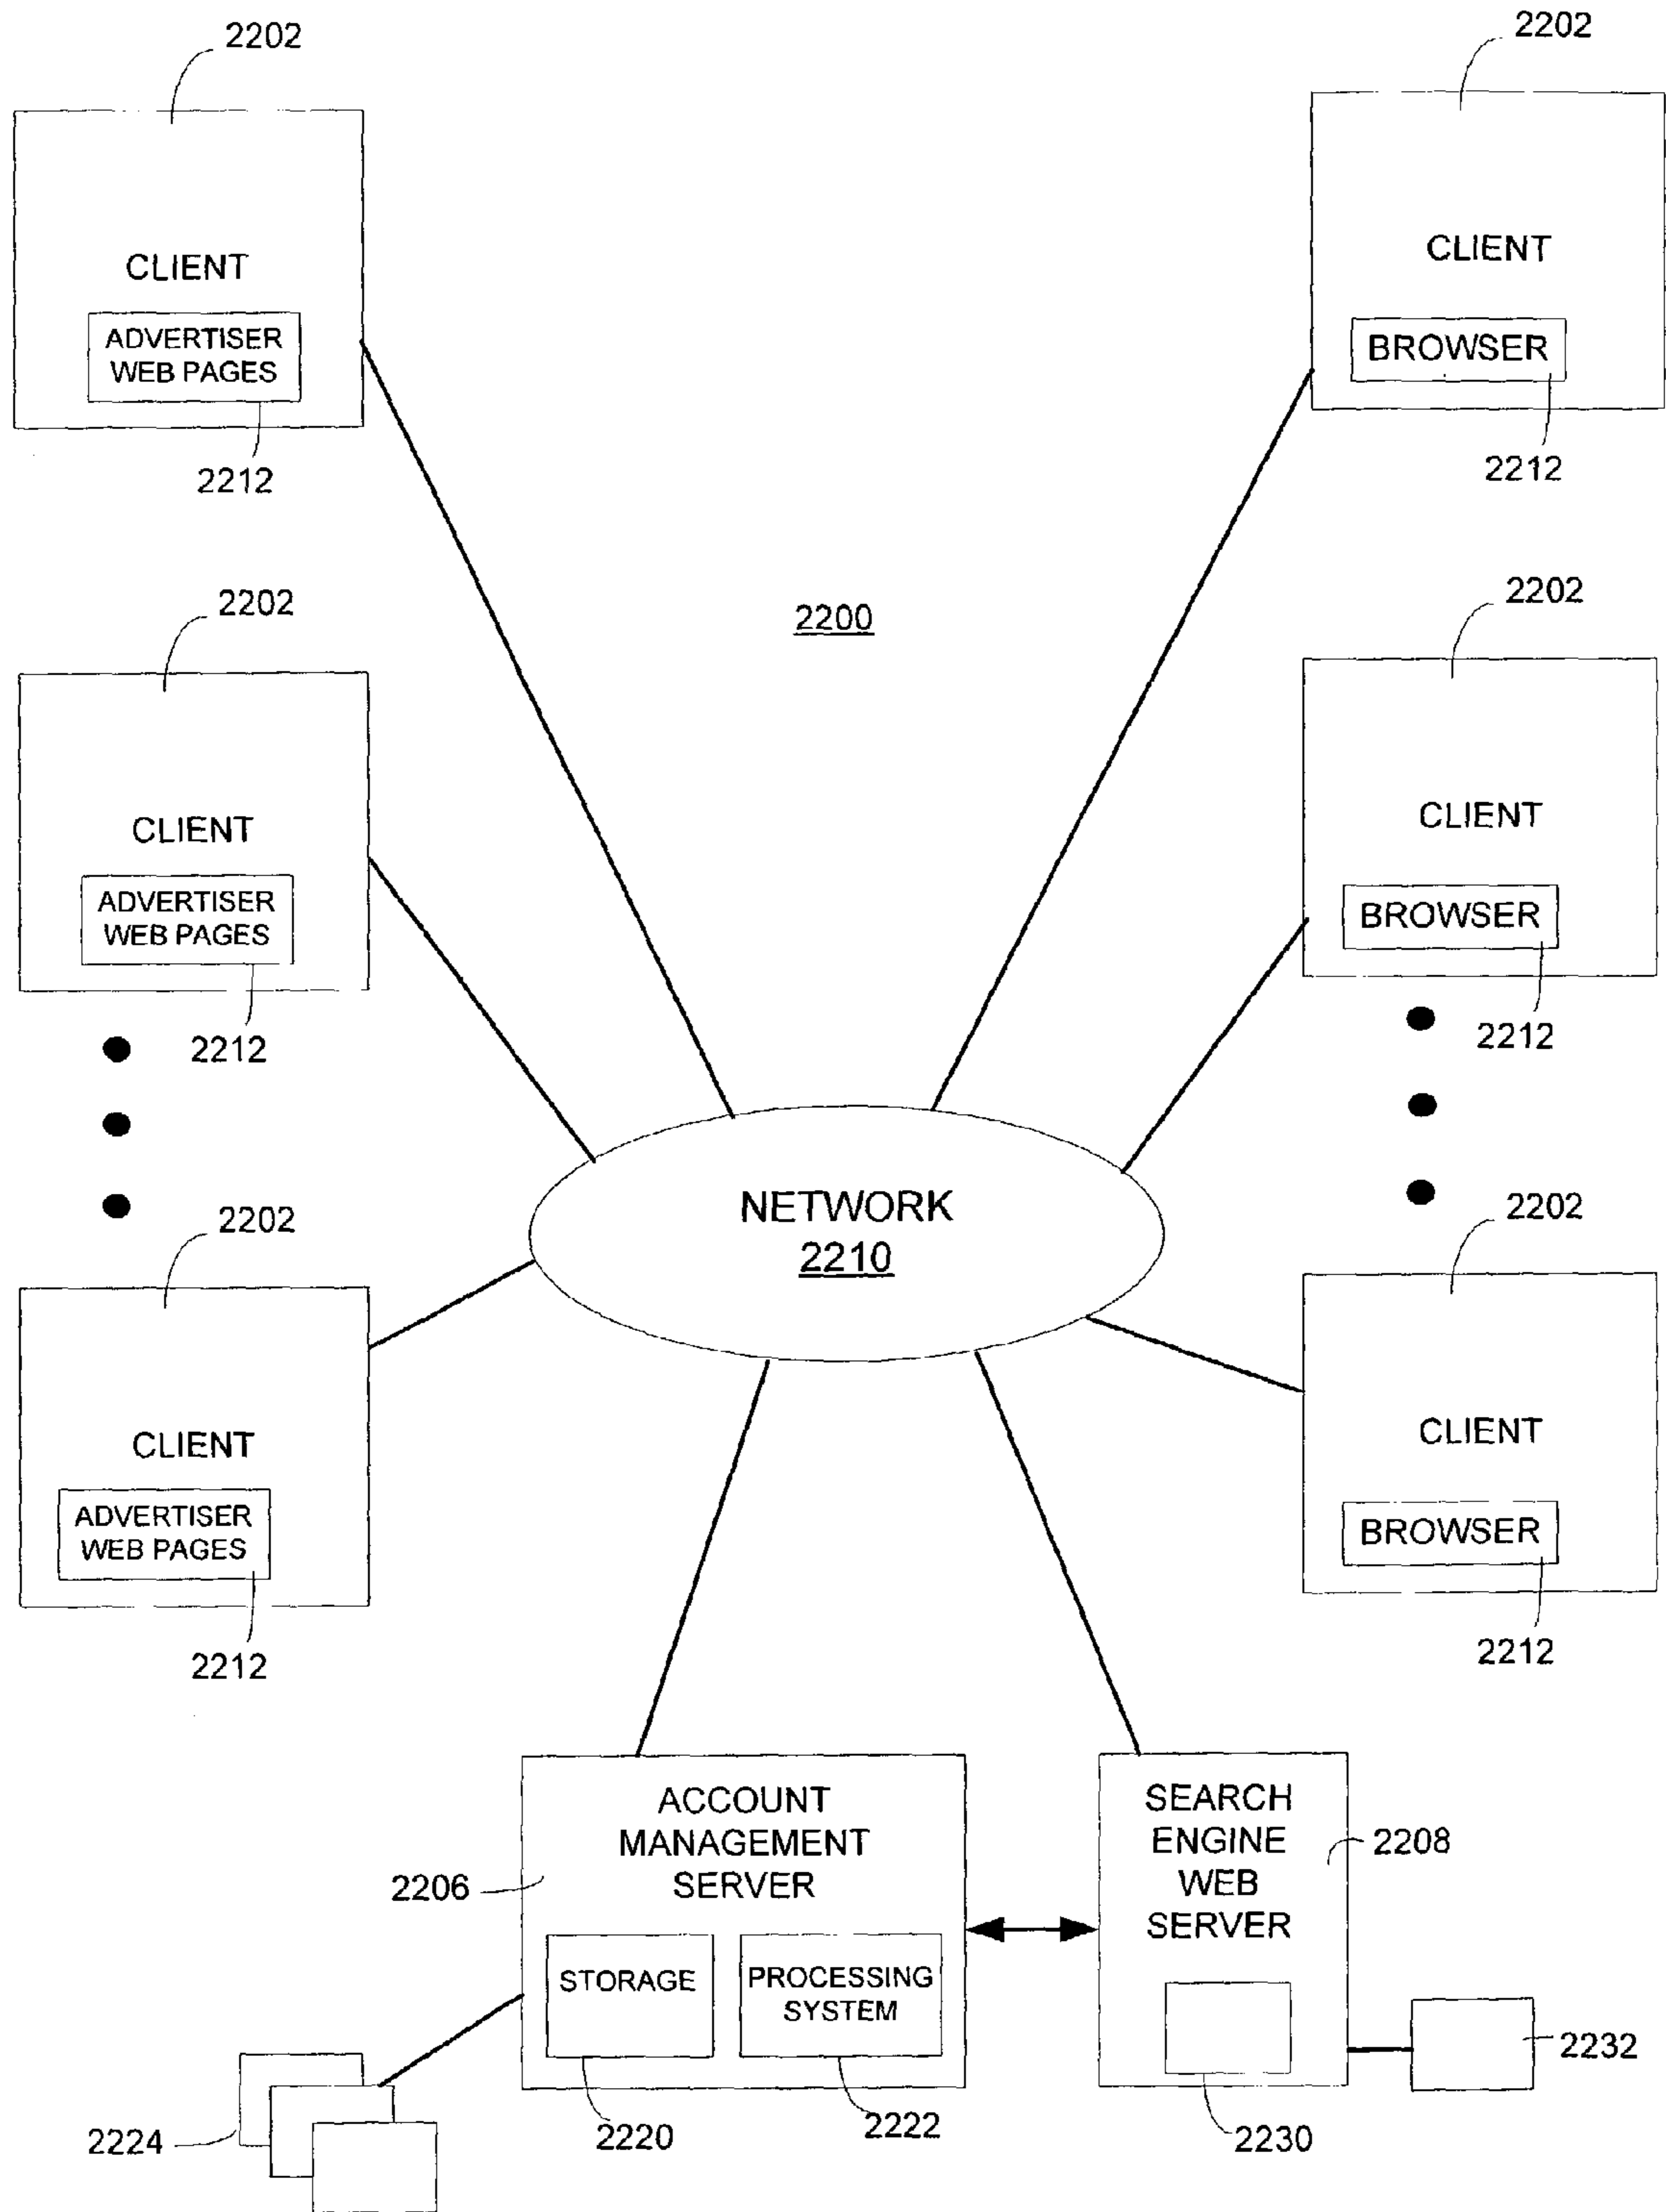 2202
2202
CLIENT
ADVERTISER
WEB PAGES
2212
CLIENT
BROWSER
2212
2200
2202
2202
CLIENT
ADVERTISER
WEB PAGES
2212
CLIENT
BROWSER
2212
NETWORK
2210
2202
2202
CLIENT
ADVERTISER
WEB PAGES
2212
CLIENT
BROWSER
2212
ACCOUNT
MANAGEMENT
SERVER
2206
STORAGE
PROCESSING
SYSTEM
SEARCH
ENGINE
WEB
SERVER
2208
2232
2224
2220
2222
2230